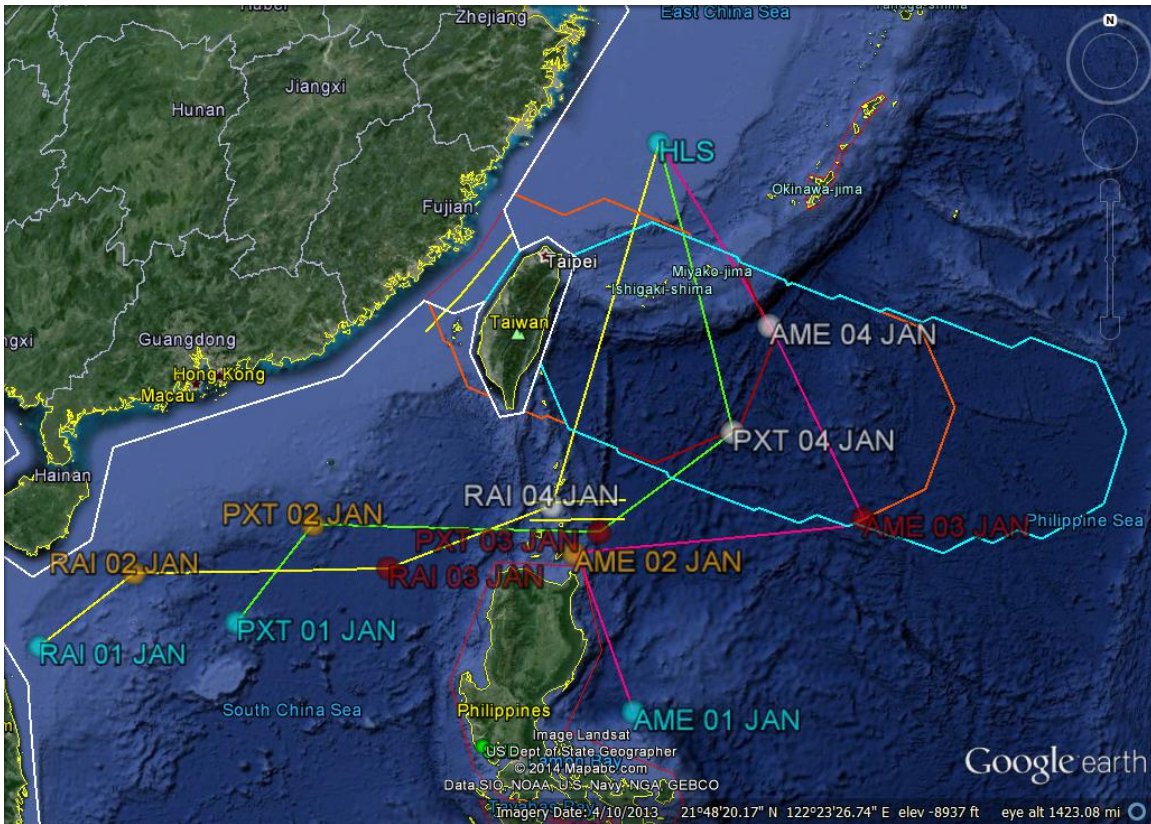 Zhejiang
East China Sea
N
Jiangxi
Hunan
HLS
Okinawa-jima
Fujian
Taipei
Miyako-jima
Ishigaki-shima
Taiwan
AME 04 JAN
Guangdong
Hong Kong
Macau
PXT 04 JAN
Hainan
RAI 04 JAN
PXT 02 JAN
AME 03 JAN
Philippine Sea
PXT 03 JAN
RAI 02 JAN
AME 02 JAN
RAI 03 JAN
PXT 01 JAN
RAI 01 JAN
South China Sea
Philippines
AME 01 JAN
Image Landsat
US Dept of State Geographer
© 2014 Mapabc.com
Data SIO, NOAA, U.S. Navy, NGA, GEBCO
Google earth
Imagery Date: 4/10/2013 21°48'20.17" N 122°23'26.74" E elev -8937 ft eye alt 1423.08 mi